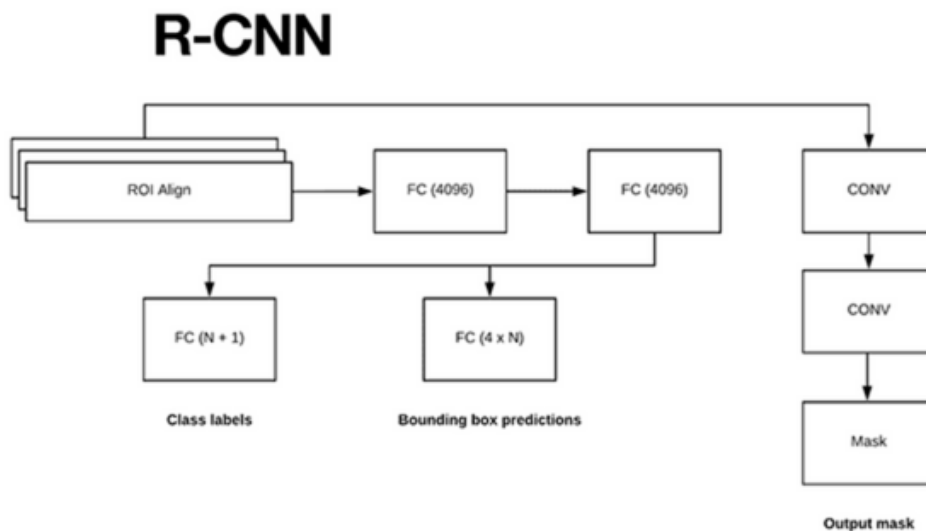 R-CNN
ROI Align
FC (4096)
FC (4096)
CONV
FC (N + 1)
FC (4 x N)
CONV
Class labels
Bounding box predictions
Mask
Output mask